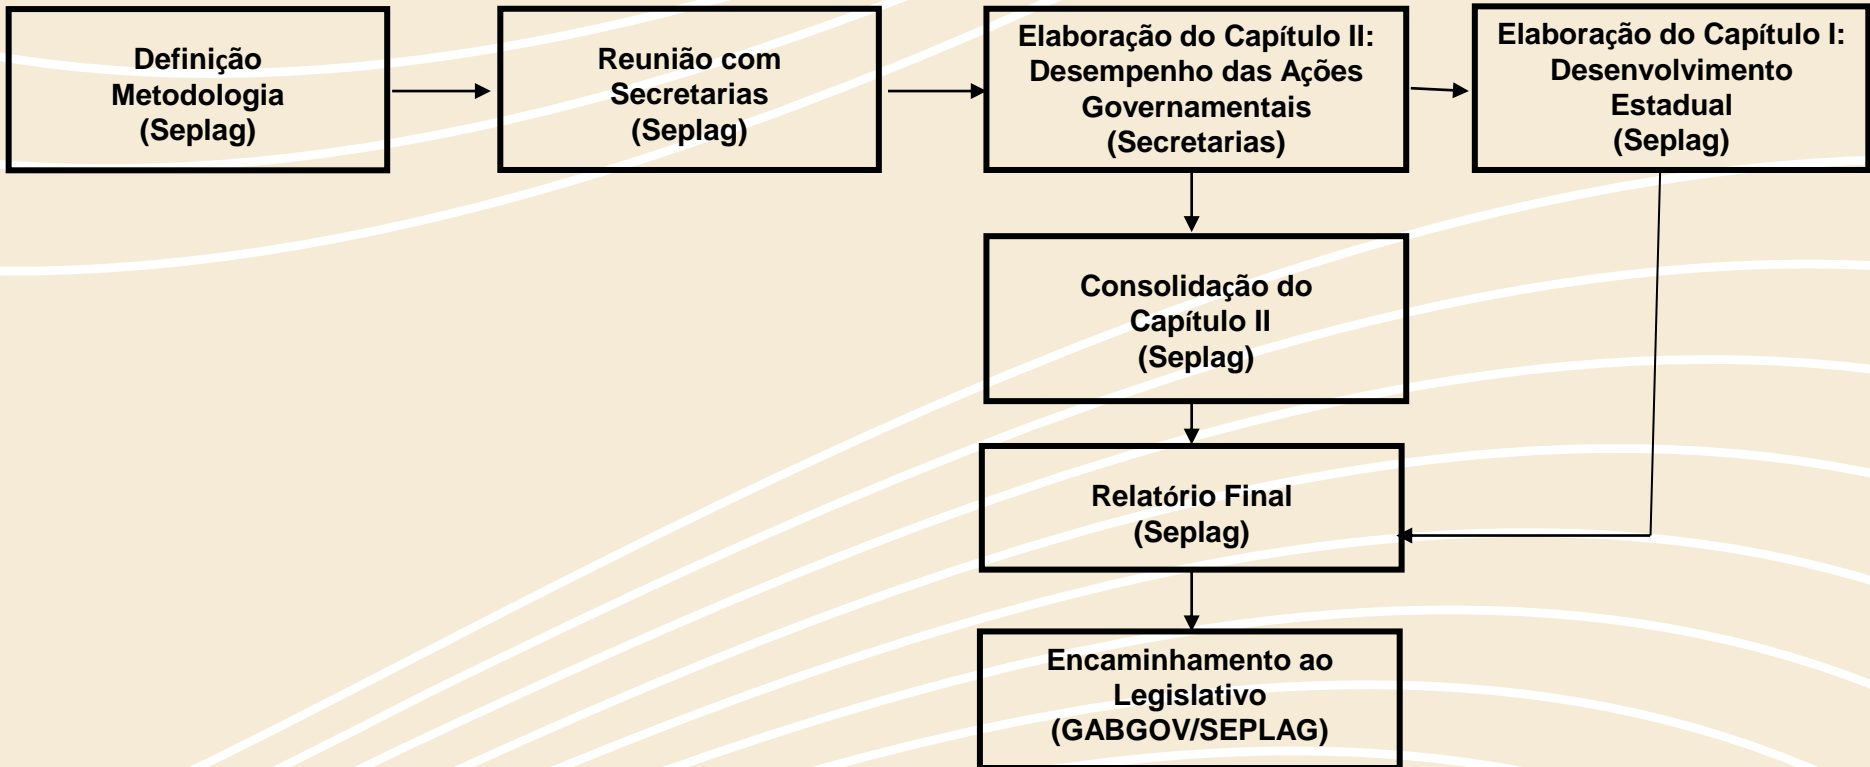 Definição
Metodologia
(Seplag)
Reunião com
Secretarias
(Seplag)
Elaboração do Capítulo II:
Desempenho das Ações
Governamentais
(Secretarias)
Elaboração do Capítulo I:
Desenvolvimento
Estadual
(Seplag)
Consolidação do
Capítulo II
(Seplag)
Relatório Final
(Seplag)
Encaminhamento ao
Legislativo
(GABGOV/SEPLAG)